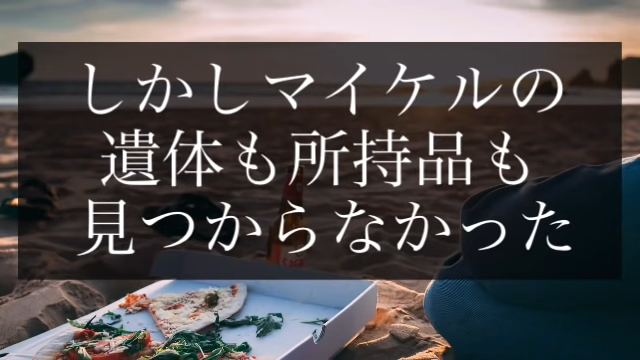 しかしマイケルの
遺体も所持品も
見つからなかった